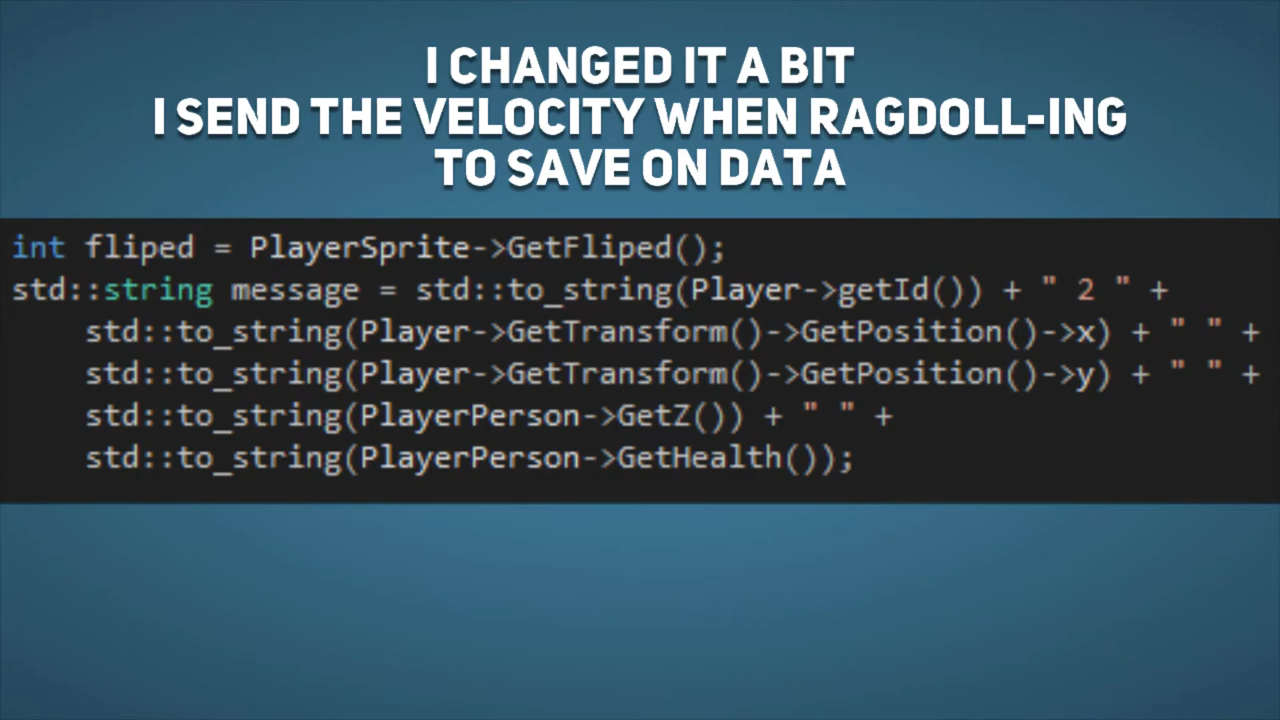 I CHANGED IT A BIT
I SEND THE VELOCITY WHEN RAGDOLL-ING
TO SAVE ON DATA
int fliped = PlayerSprite->GetFliped();
std::string message = std::to_string(Player->getId()) + " 2 " +
    std::to_string(Player->GetTransform()->GetPosition()->x) + " " +
    std::to_string(Player->GetTransform()->GetPosition()->y) + " " +
    std::to_string(PlayerPerson->GetZ()) + " " +
    std::to_string(PlayerPerson->GetHealth());